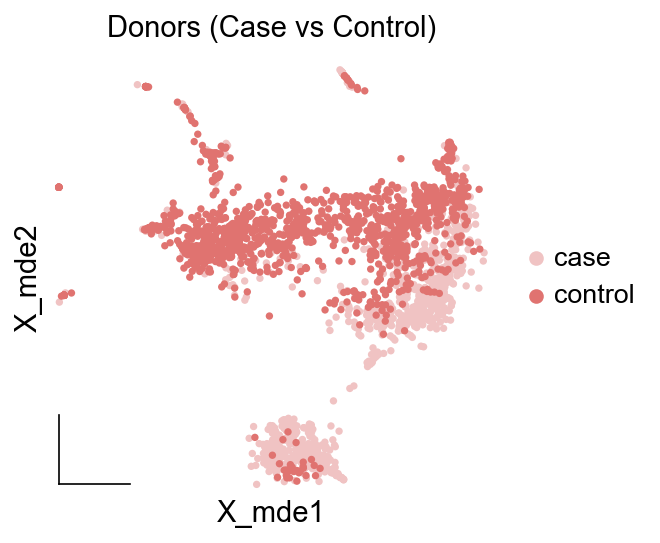 Donors (Case vs Control)
X_mde2
case
control
X_mde1